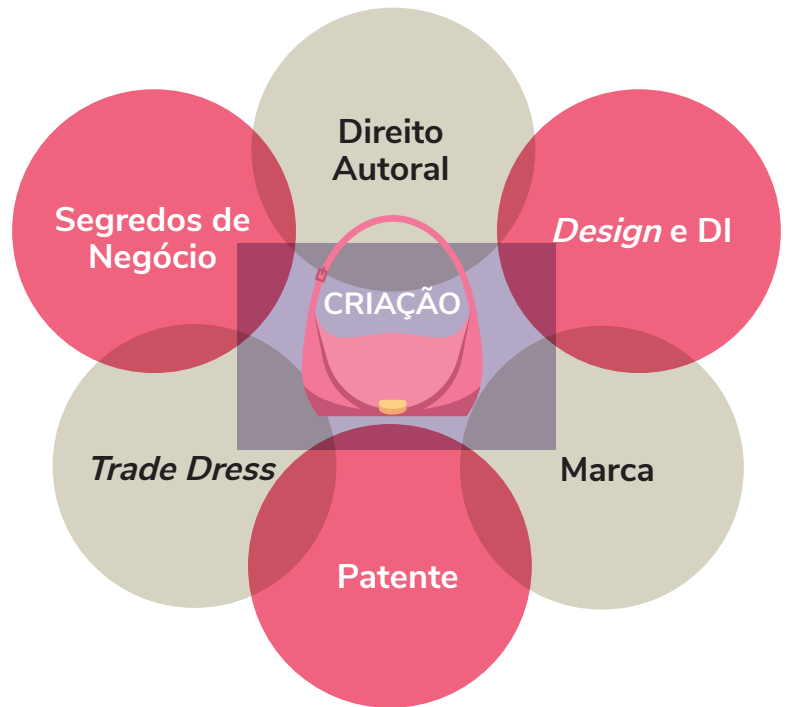 Direito
Autoral
Segredos de
Negócio
Design e DI
CRIAÇÃO
Trade Dress
Marca
Patente